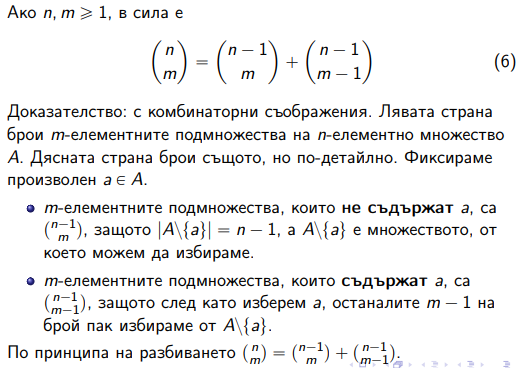 Ако n, m ⩾ 1, в сила е
(n m) = (n − 1 m) + (n − 1 m − 1) (6)
Доказателство: с комбинаторни съображения. Лявата страна
брои m-елементните подмножества на n-елементно множество
A. Дясната страна брои същото, но по-детайлно. Фиксираме
произволен a ∈ A.
m-елементните подмножества, които не съдържат a, са
(n−1 m), защото |A\{a}| = n − 1, а A\{a} е множеството, от
което можем да избираме.
m-елементните подмножества, които съдържат a, са
(n−1 m−1), защото след като изберем a, останалите m − 1 на
брой пак избираме от A\{a}.
По принципа на разбиването (n m) = (n−1 m) + (n−1 m−1).